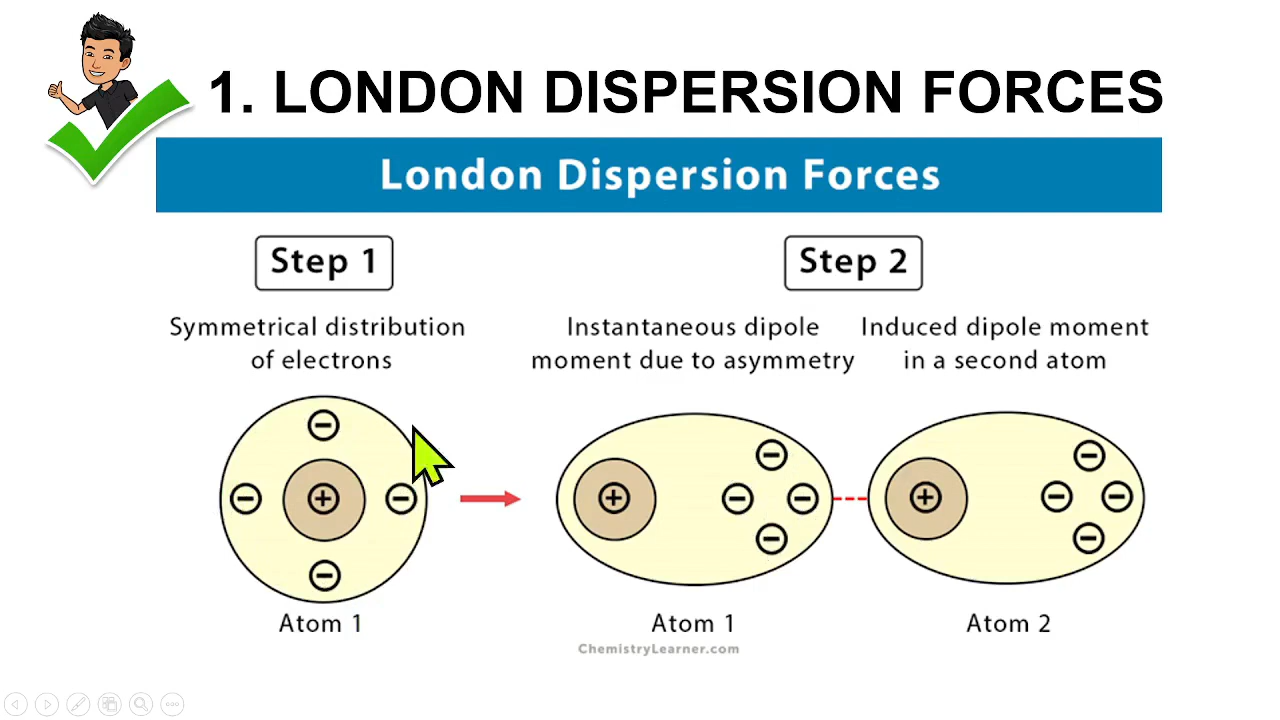 1. LONDON DISPERSION FORCES
London Dispersion Forces
Step 1
Symmetrical distribution
of electrons
Atom 1
Step 2
Instantaneous dipole
moment due to asymmetry
Atom 1
Induced dipole moment
in a second atom
Atom 2
ChemistryLearner.com